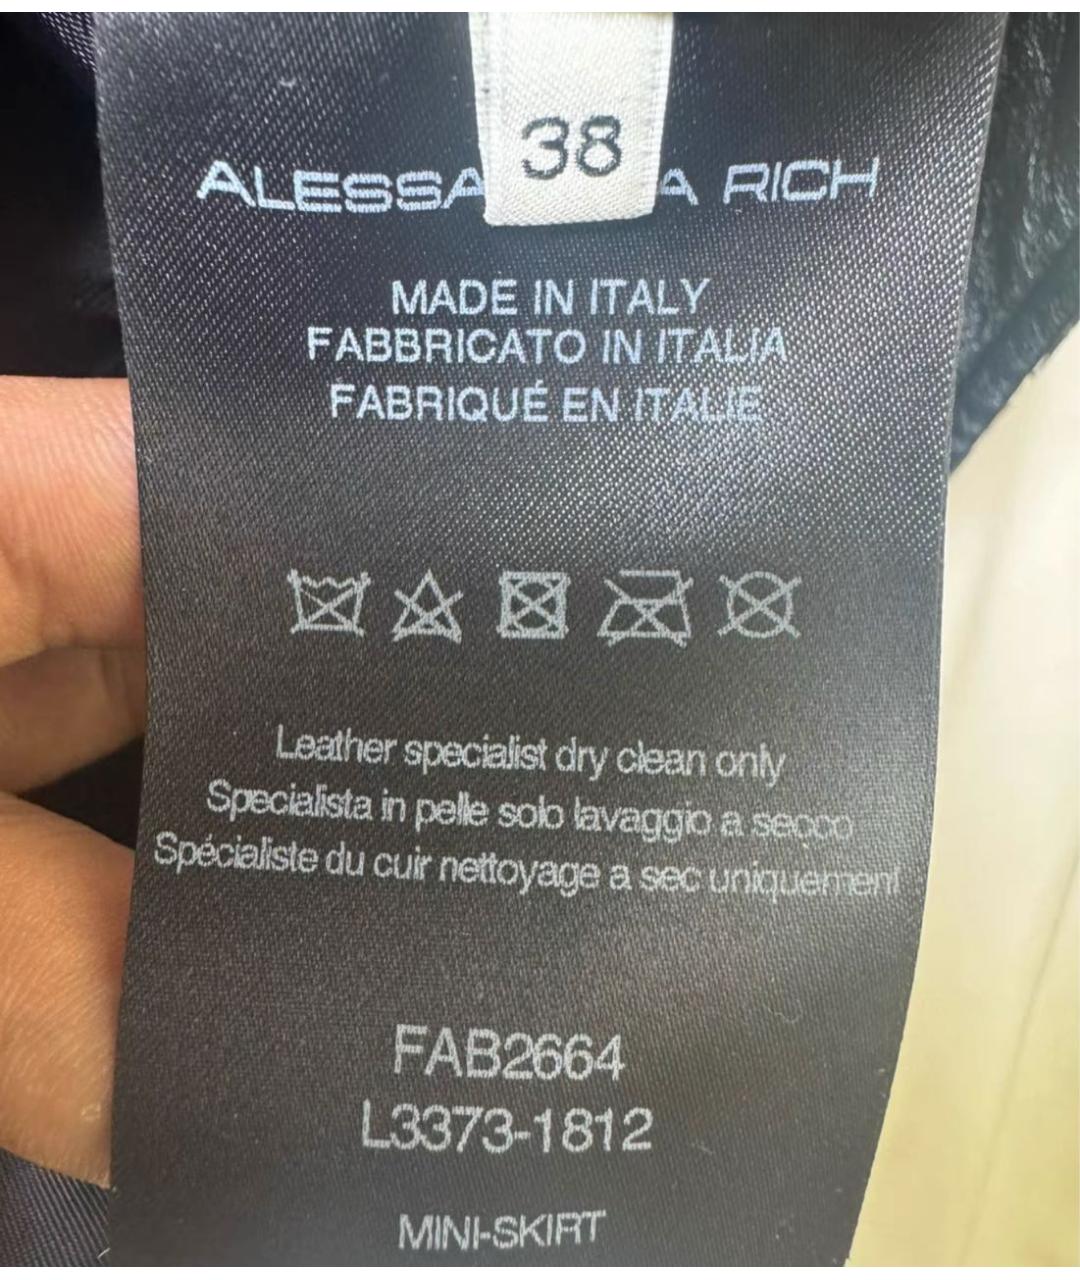 38
ALESSA A RICH
MADE IN ITALY
FABBRICATO IN ITALIA
FABRIQUÉ EN ITALIE
Leather specialist dry clean only
Specialista in pelle solo lavaggio a secco
Spécialiste du cuir nettoyage a sec uniquement
FAB2664
L3373-1812
MINI-SKIRT